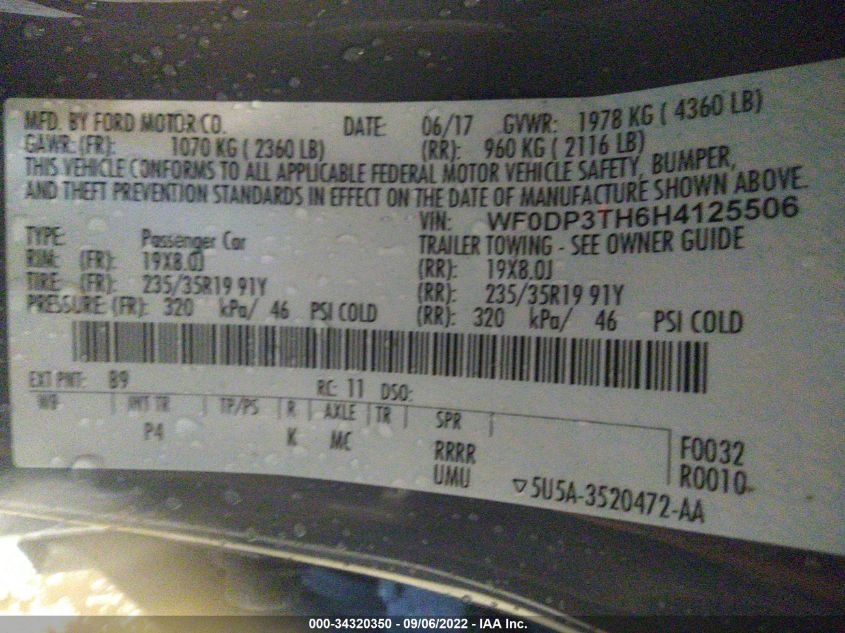 MFD. BY FORD MOTOR CO. DATE: 06/17 GVWR: 1978 KG ( 4360 LB)
GAWR: (FR): 1070 KG ( 2360 LB) (RR): 960 KG ( 2116 LB)
THIS VEHICLE CONFORMS TO ALL APPLICABLE FEDERAL MOTOR VEHICLE SAFETY, BUMPER,
AND THEFT PREVENTION STANDARDS IN EFFECT ON THE DATE OF MANUFACTURE SHOWN ABOVE.
VIN: WF0DP3TH6H4125506
TYPE: Passenger Car TRAILER TOWING - SEE OWNER GUIDE
RIM: (FR): 19X8.0J (RR): 19X8.0J
TIRE: (FR): 235/35R19 91Y (RR): 235/35R19 91Y
PRESSURE: (FR): 320 kPa/ 46 PSI COLD (RR): 320 kPa/ 46 PSI COLD
EXT PNT: B9 RC: 11 DSO:
WB INT TR TP/PS R AXLE TR SPR
P4 K MC RRRR F0032
UMU ▽5U5A-3520472-AA R0010
000-34320350 - 09/06/2022 - IAA Inc.